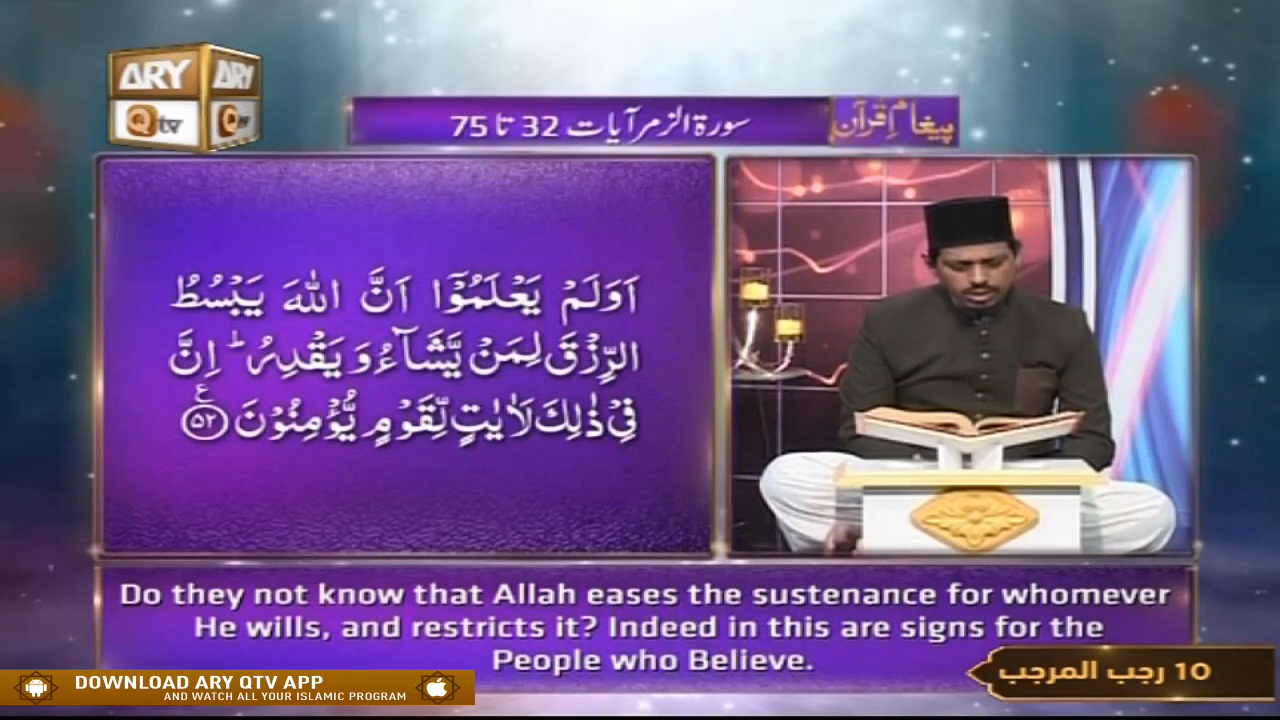 ARY ARY
Qtv Q
سورۃ الزمر آیات 32 تا 75
پیغام قرآن
اَوَلَمْ يَعْلَمُوْٓا اَنَّ اللّٰهَ يَبْسُطُ
الرِّزْقَ لِمَنْ يَّشَآءُ وَ يَقْدِرُ ؕ اِنَّ
فِيْ ذٰلِكَ لَاٰيٰتٍ لِّقَوْمٍ يُّؤْمِنُوْنَ ۵۲ ع
Do they not know that Allah eases the sustenance for whomever
He wills, and restricts it? Indeed in this are signs for the
People who Believe.
10 رجب المرجب
DOWNLOAD ARY QTV APP
AND WATCH ALL YOUR ISLAMIC PROGRAM